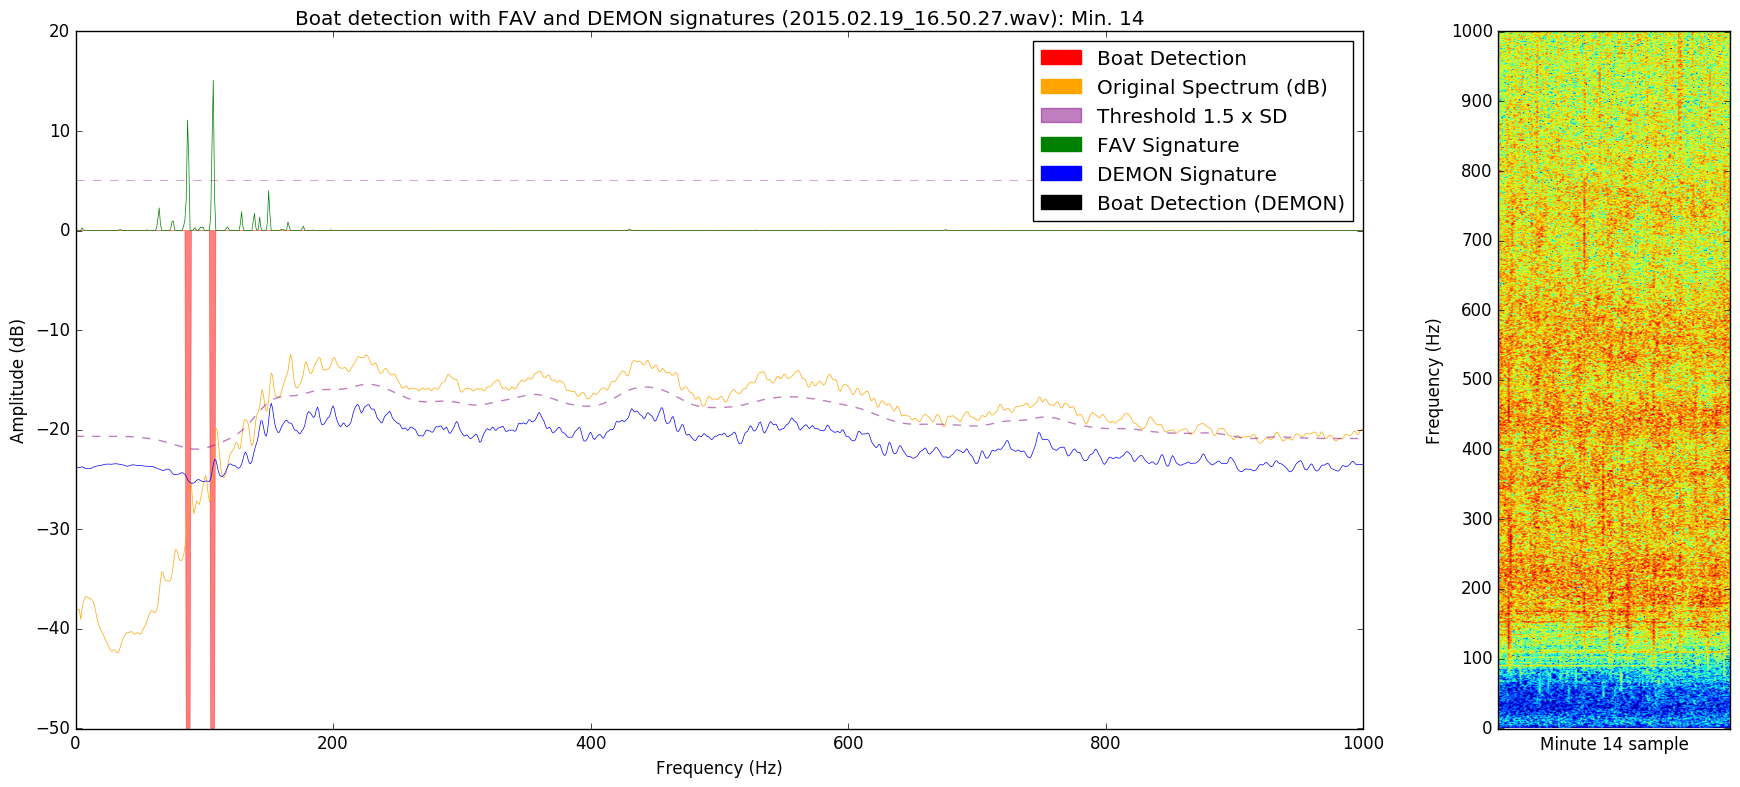 Boat detection with FAV and DEMON signatures (2015.02.19_16.50.27.wav): Min. 14
20
10
0
−10
−20
−30
−40
−50
Amplitude (dB)
0
200
400
600
800
1000
Frequency (Hz)
Boat Detection
Original Spectrum (dB)
Threshold 1.5 x SD
FAV Signature
DEMON Signature
Boat Detection (DEMON)
1000
900
800
700
600
500
400
300
200
100
0
Frequency (Hz)
Minute 14 sample